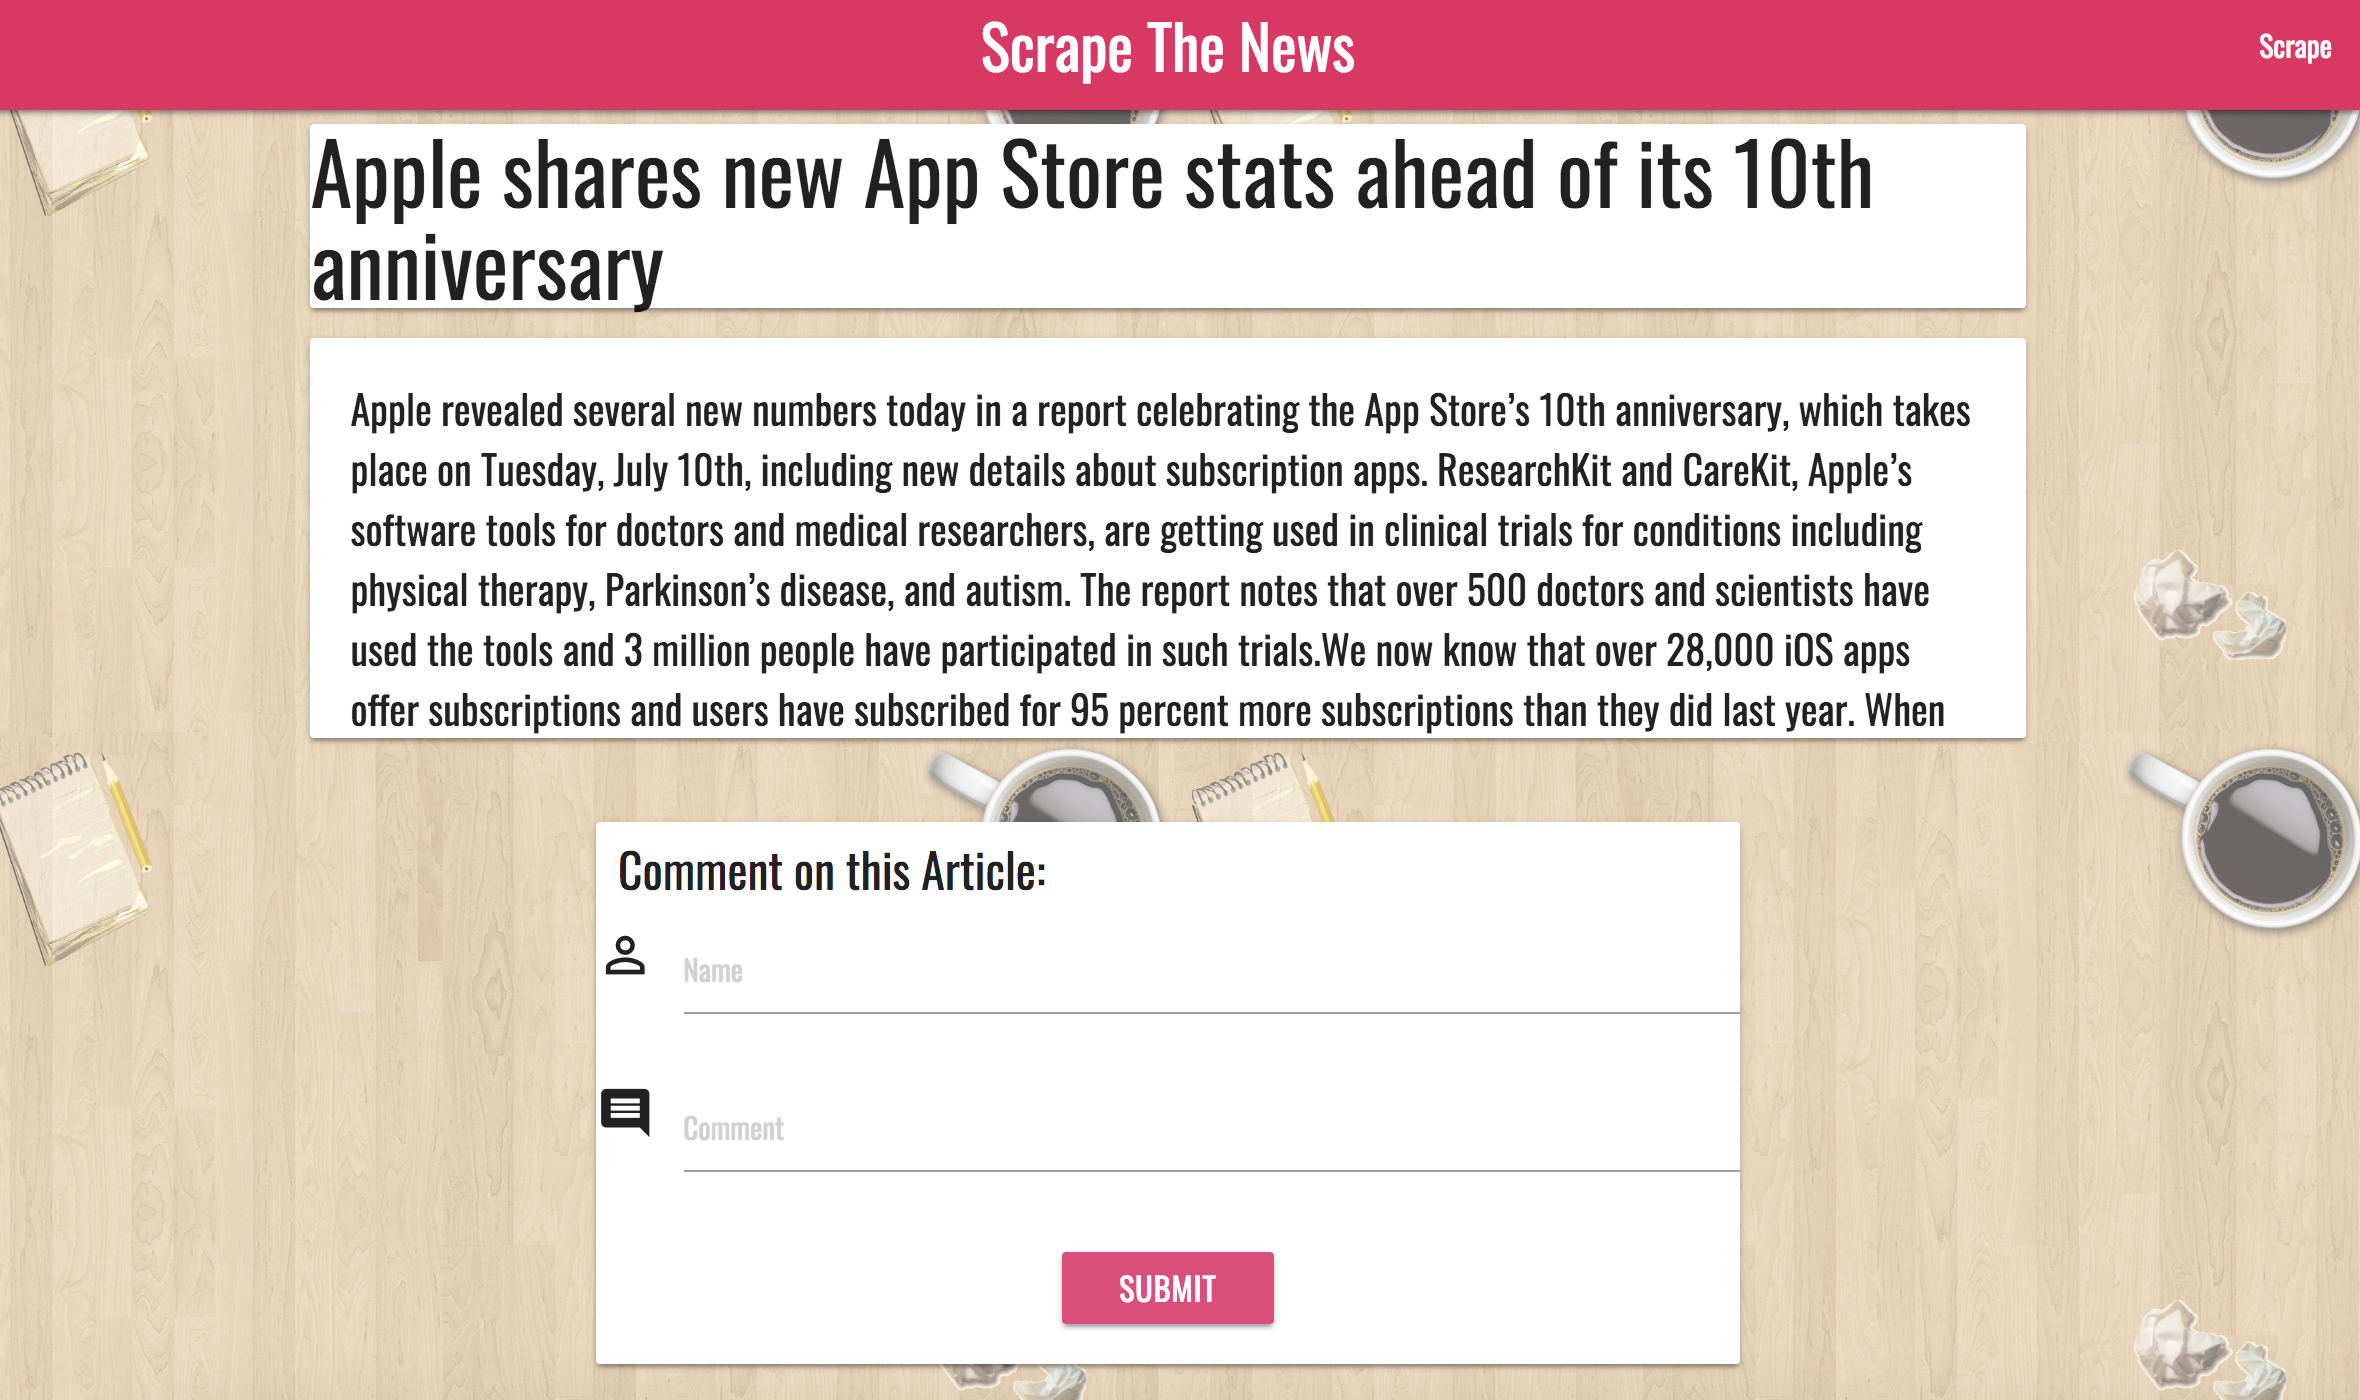 Scrape The News
Scrape
Apple shares new App Store stats ahead of its 10th
anniversary
Apple revealed several new numbers today in a report celebrating the App Store’s 10th anniversary, which takes
place on Tuesday, July 10th, including new details about subscription apps. ResearchKit and CareKit, Apple’s
software tools for doctors and medical researchers, are getting used in clinical trials for conditions including
physical therapy, Parkinson’s disease, and autism. The report notes that over 500 doctors and scientists have
used the tools and 3 million people have participated in such trials.We now know that over 28,000 iOS apps
offer subscriptions and users have subscribed for 95 percent more subscriptions than they did last year. When
Comment on this Article:
Name
Comment
SUBMIT